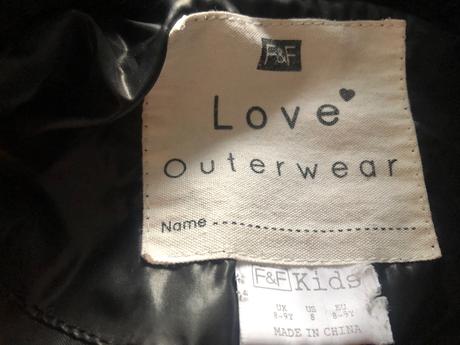 F&F
Love
Outerwear
Name
F&F Kids
UK US EU
8-9Y 8 8-9Y
MADE IN CHINA